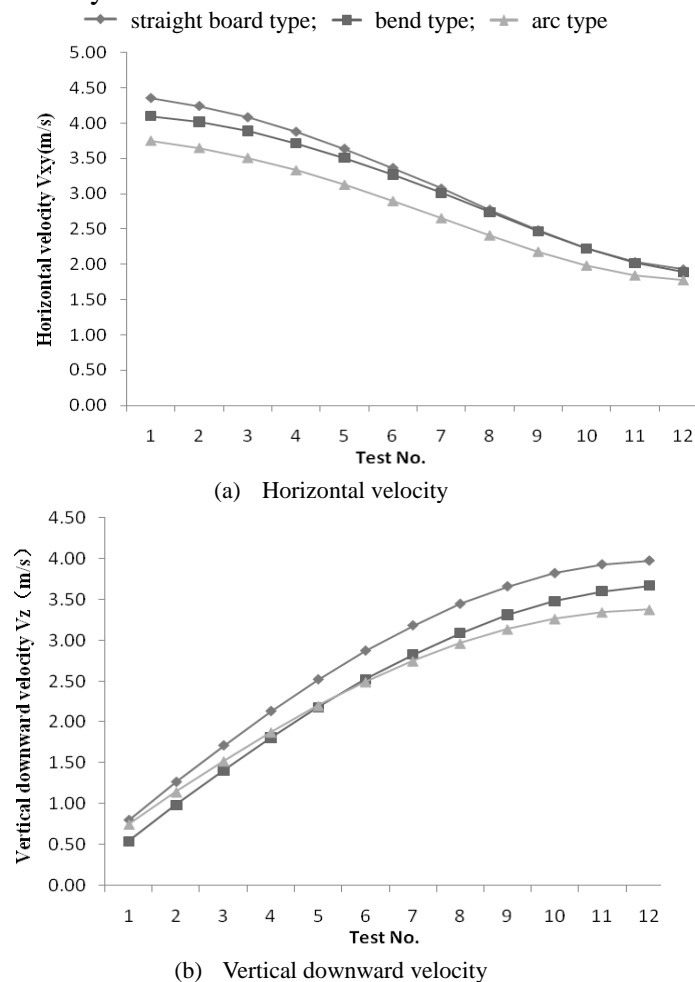 straight board type; bend type; arc type
5.00
4.50
4.00
3.50
3.00
2.50
2.00
1.50
1.00
0.50
0.00
Horizontal velocity Vxy(m/s)
1 2 3 4 5 6 7 8 9 10 11 12
Test No.
(a) Horizontal velocity
4.50
4.00
3.50
3.00
2.50
2.00
1.50
1.00
0.50
0.00
Vertical downward velocity Vz（m/s）
1 2 3 4 5 6 7 8 9 10 11 12
Test No.
(b) Vertical downward velocity